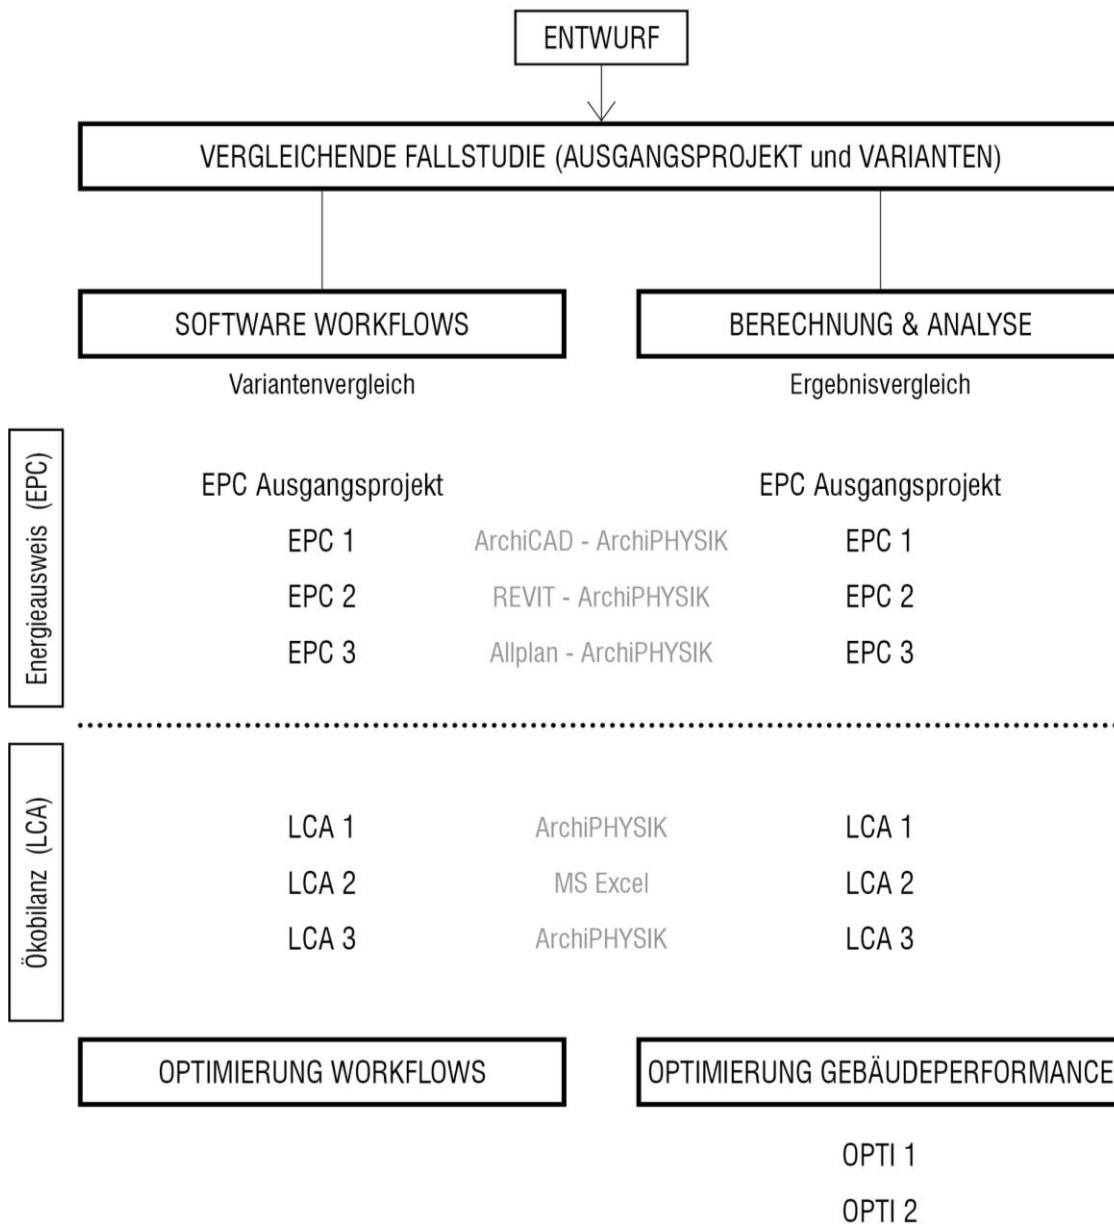 ENTWURF
VERGLEICHENDE FALLSTUDIE (AUSGANGSPROJEKT und VARIANTEN)
SOFTWARE WORKFLOWS
BERECHNUNG & ANALYSE
Variantenvergleich
Ergebnisvergleich
Energieausweis (EPC)
EPC Ausgangsprojekt
EPC Ausgangsprojekt
EPC 1
ArchiCAD - ArchiPHYSIK
EPC 1
EPC 2
REVIT - ArchiPHYSIK
EPC 2
EPC 3
Allplan - ArchiPHYSIK
EPC 3
Ökobilanz (LCA)
LCA 1
ArchiPHYSIK
LCA 1
LCA 2
MS Excel
LCA 2
LCA 3
ArchiPHYSIK
LCA 3
OPTIMIERUNG WORKFLOWS
OPTIMIERUNG GEBÄUDEPERFORMANCE
OPTI 1
OPTI 2